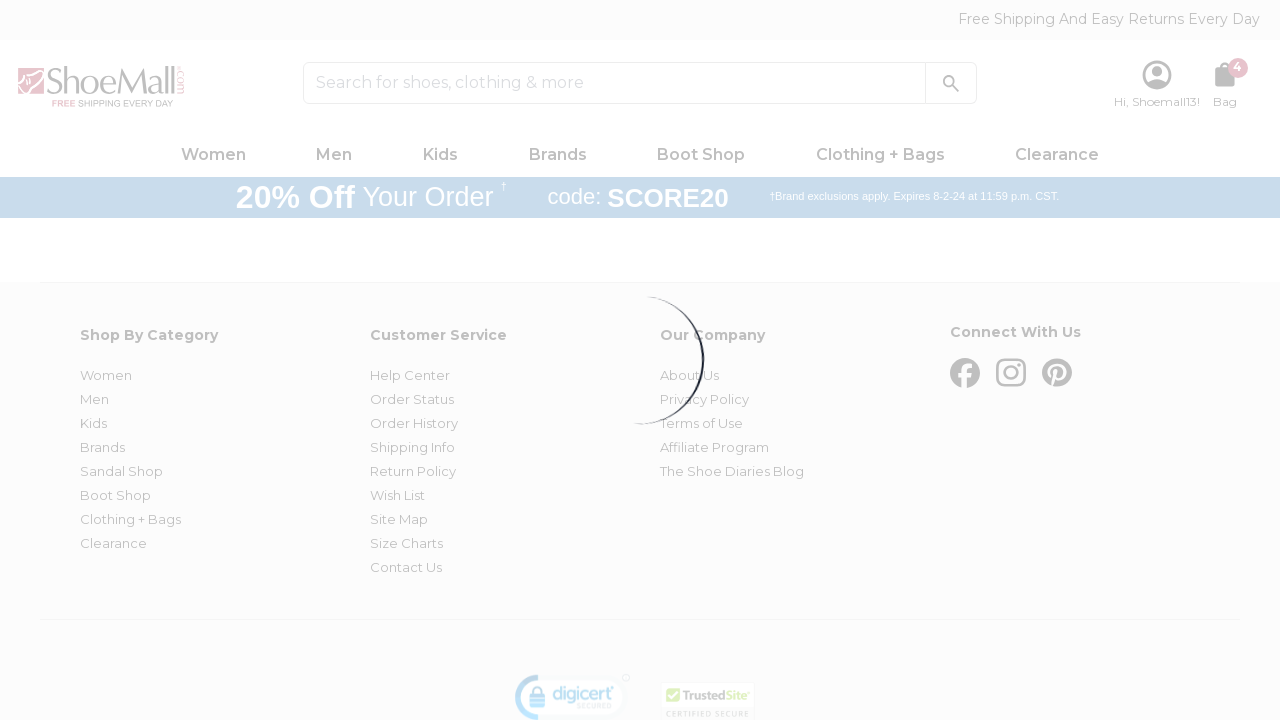 Free Shipping And Easy Returns Every Day
ShoeMall.com
FREE SHIPPING EVERY DAY
Search for shoes, clothing & more
4
Hi, Shoemall13!
Bag
Women Men Kids Brands Boot Shop Clothing + Bags Clearance
20% Off Your Order † code: SCORE20 †Brand exclusions apply. Expires 8-2-24 at 11:59 p.m. CST.
Shop By Category
Women
Men
Kids
Brands
Sandal Shop
Boot Shop
Clothing + Bags
Clearance
Customer Service
Help Center
Order Status
Order History
Shipping Info
Return Policy
Wish List
Site Map
Size Charts
Contact Us
Our Company
About Us
Privacy Policy
Terms of Use
Affiliate Program
The Shoe Diaries Blog
Connect With Us
digicert
SECURED
TrustedSite
CERTIFIED SECURE